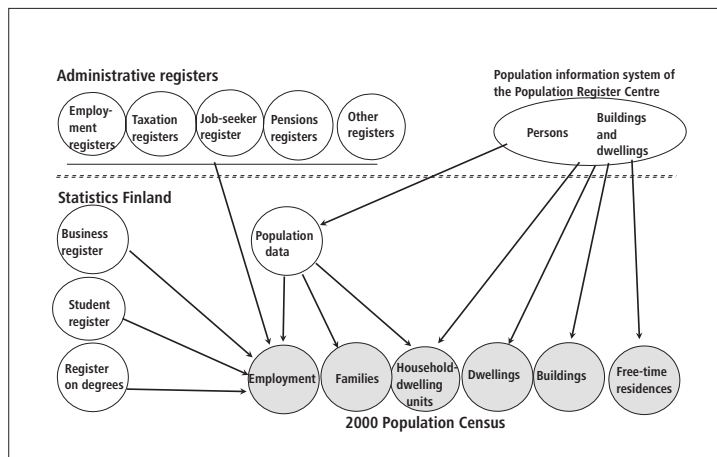 Administrative registers
Population information system of
the Population Register Centre
Employ-
ment
registers
Taxation
registers
Job-seeker
register
Pensions
registers
Other
registers
Persons
Buildings
and
dwellings
Statistics Finland
Business
register
Population
data
Student
register
Register
on degrees
Employment
Families
Household-
dwelling
units
Dwellings
Buildings
Free-time
residences
2000 Population Census